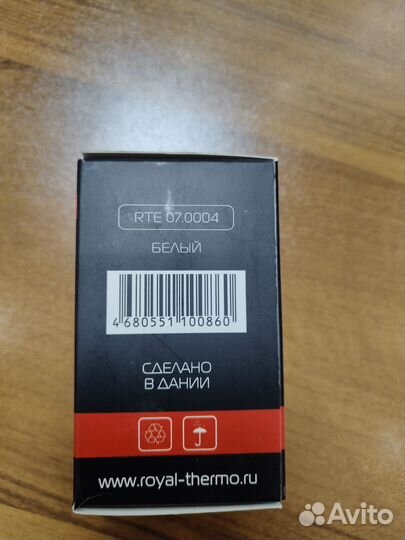 RTE 07.0004
БЕЛЫЙ
4 680551 100860
СДЕЛАНО
В ДАНИИ
www.royal-thermo.ru
Avito